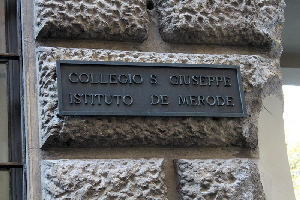 COLLEGIO S. GIUSEPPE
ISTITUTO DE MERODE